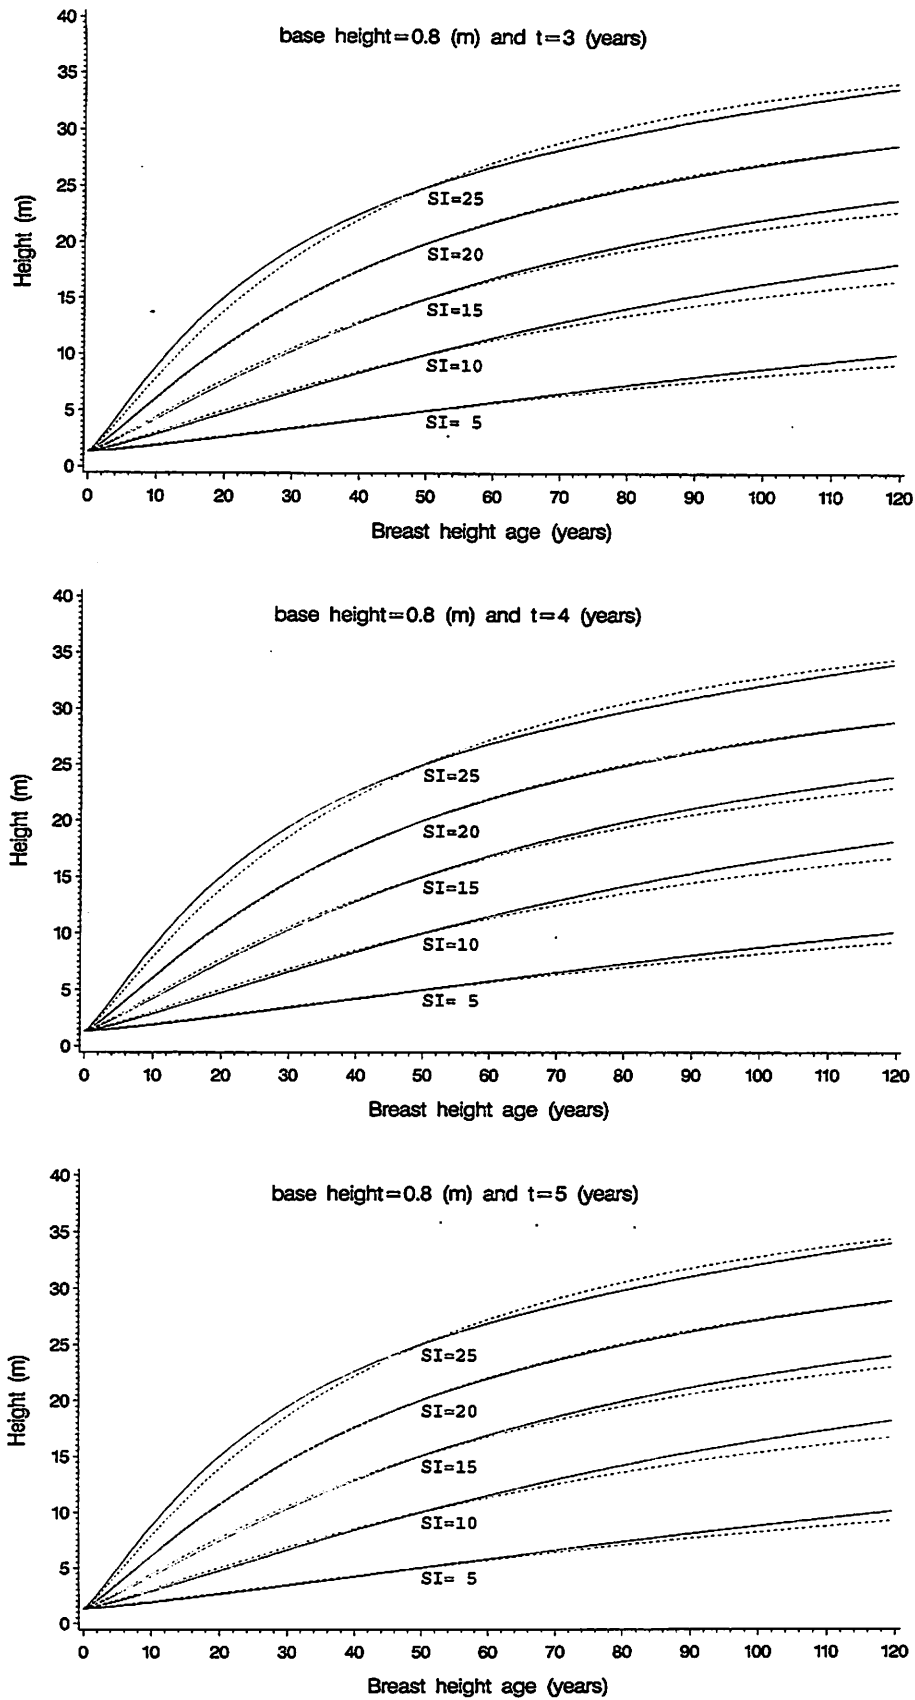 base height=0.8 (m) and t=3 (years)
40
35
30
25
20
15
10
5
0
Height (m)
SI=25
SI=20
SI=15
SI=10
SI= 5
0 10 20 30 40 50 60 70 80 90 100 110 120
Breast height age (years)
base height=0.8 (m) and t=4 (years)
40
35
30
25
20
15
10
5
0
Height (m)
SI=25
SI=20
SI=15
SI=10
SI= 5
0 10 20 30 40 50 60 70 80 90 100 110 120
Breast height age (years)
base height=0.8 (m) and t=5 (years)
40
35
30
25
20
15
10
5
0
Height (m)
SI=25
SI=20
SI=15
SI=10
SI= 5
0 10 20 30 40 50 60 70 80 90 100 110 120
Breast height age (years)